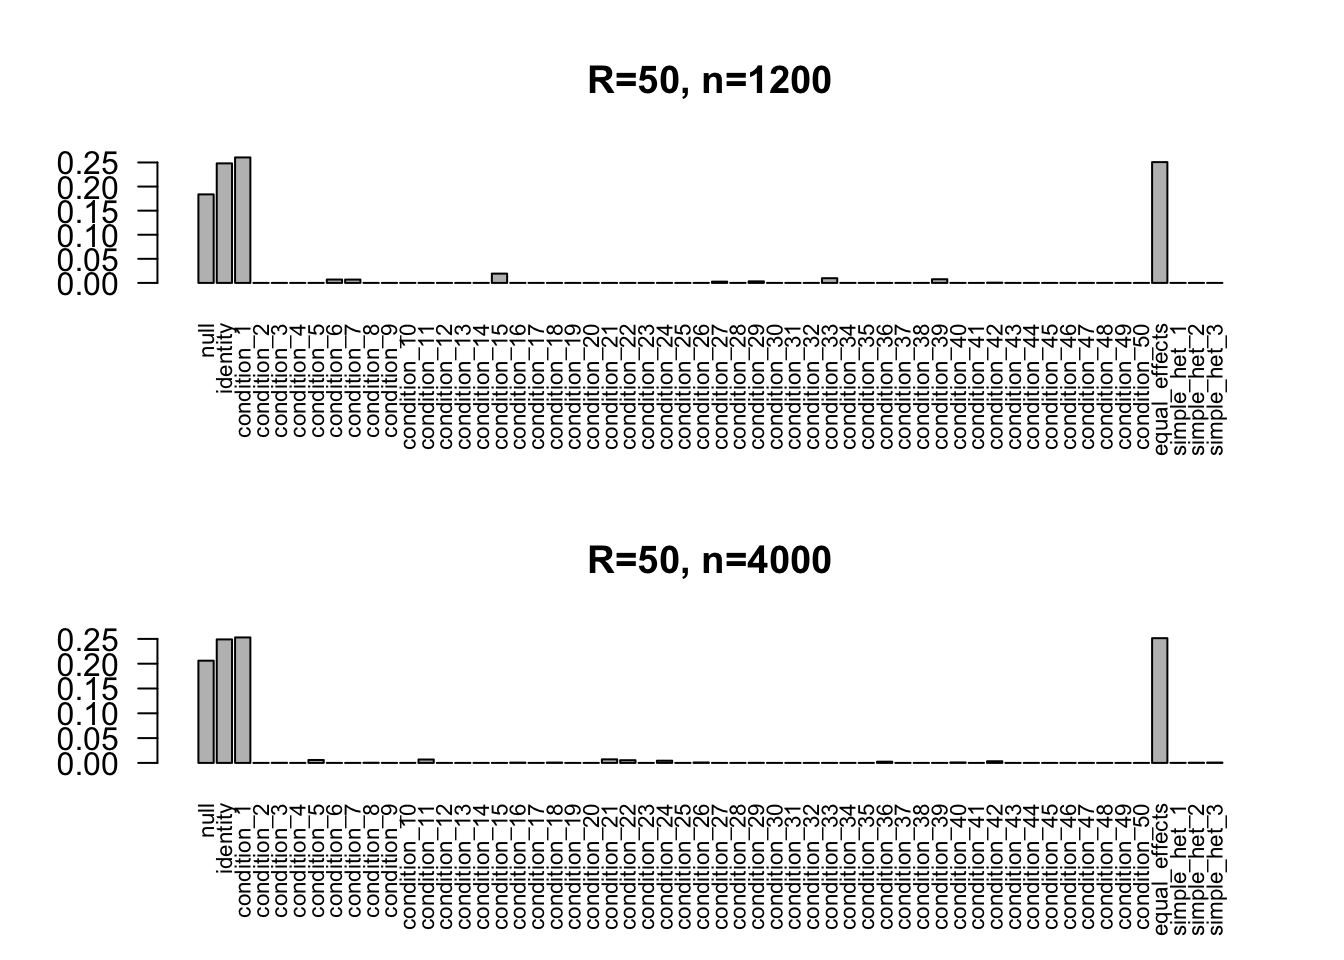 R=50, n=1200
0.25
0.20
0.15
0.10
0.05
0.00
null
identity
condition_1
condition_2
condition_3
condition_4
condition_5
condition_6
condition_7
condition_8
condition_9
condition_10
condition_11
condition_12
condition_13
condition_14
condition_15
condition_16
condition_17
condition_18
condition_19
condition_20
condition_21
condition_22
condition_23
condition_24
condition_25
condition_26
condition_27
condition_28
condition_29
condition_30
condition_31
condition_32
condition_33
condition_34
condition_35
condition_36
condition_37
condition_38
condition_39
condition_40
condition_41
condition_42
condition_43
condition_44
condition_45
condition_46
condition_47
condition_48
condition_49
condition_50
equal_effects
simple_het_1
simple_het_2
simple_het_3
R=50, n=4000
0.25
0.20
0.15
0.10
0.05
0.00
null
identity
condition_1
condition_2
condition_3
condition_4
condition_5
condition_6
condition_7
condition_8
condition_9
condition_10
condition_11
condition_12
condition_13
condition_14
condition_15
condition_16
condition_17
condition_18
condition_19
condition_20
condition_21
condition_22
condition_23
condition_24
condition_25
condition_26
condition_27
condition_28
condition_29
condition_30
condition_31
condition_32
condition_33
condition_34
condition_35
condition_36
condition_37
condition_38
condition_39
condition_40
condition_41
condition_42
condition_43
condition_44
condition_45
condition_46
condition_47
condition_48
condition_49
condition_50
equal_effects
simple_het_1
simple_het_2
simple_het_3